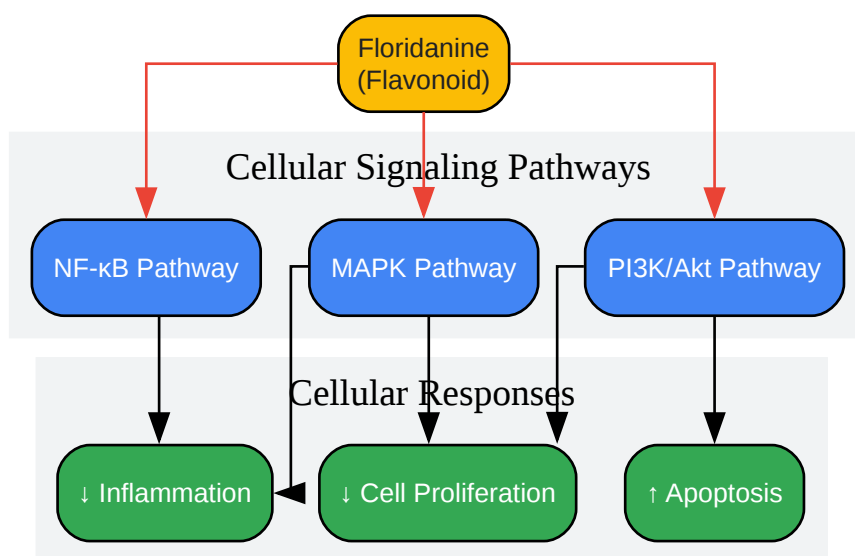 Floridanine
(Flavonoid)
Cellular Signaling Pathways
NF-κB Pathway
MAPK Pathway
PI3K/Akt Pathway
Cellular Responses
↓ Inflammation
↓ Cell Proliferation
↑ Apoptosis